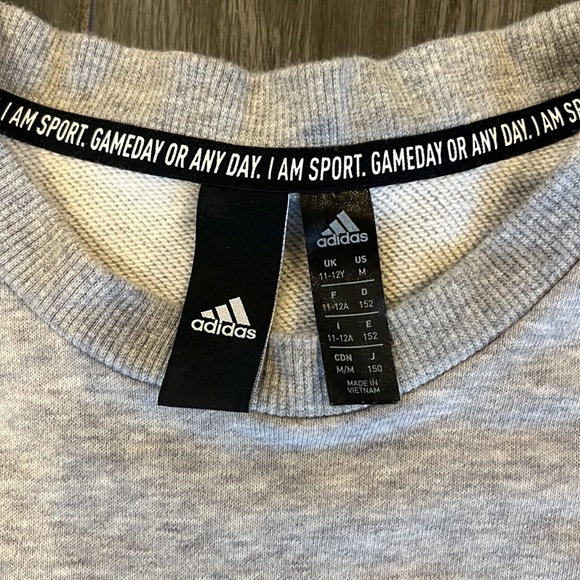 I AM SPORT. GAMEDAY OR ANY DAY. I AM SPORT. GAMEDAY OR ANY DAY. I AM SP
adidas
adidas
UK US
11-12Y M
F D
11-12A 152
I E
11-12A 152
CDN J
M/M 150
MADE IN
VIETNAM